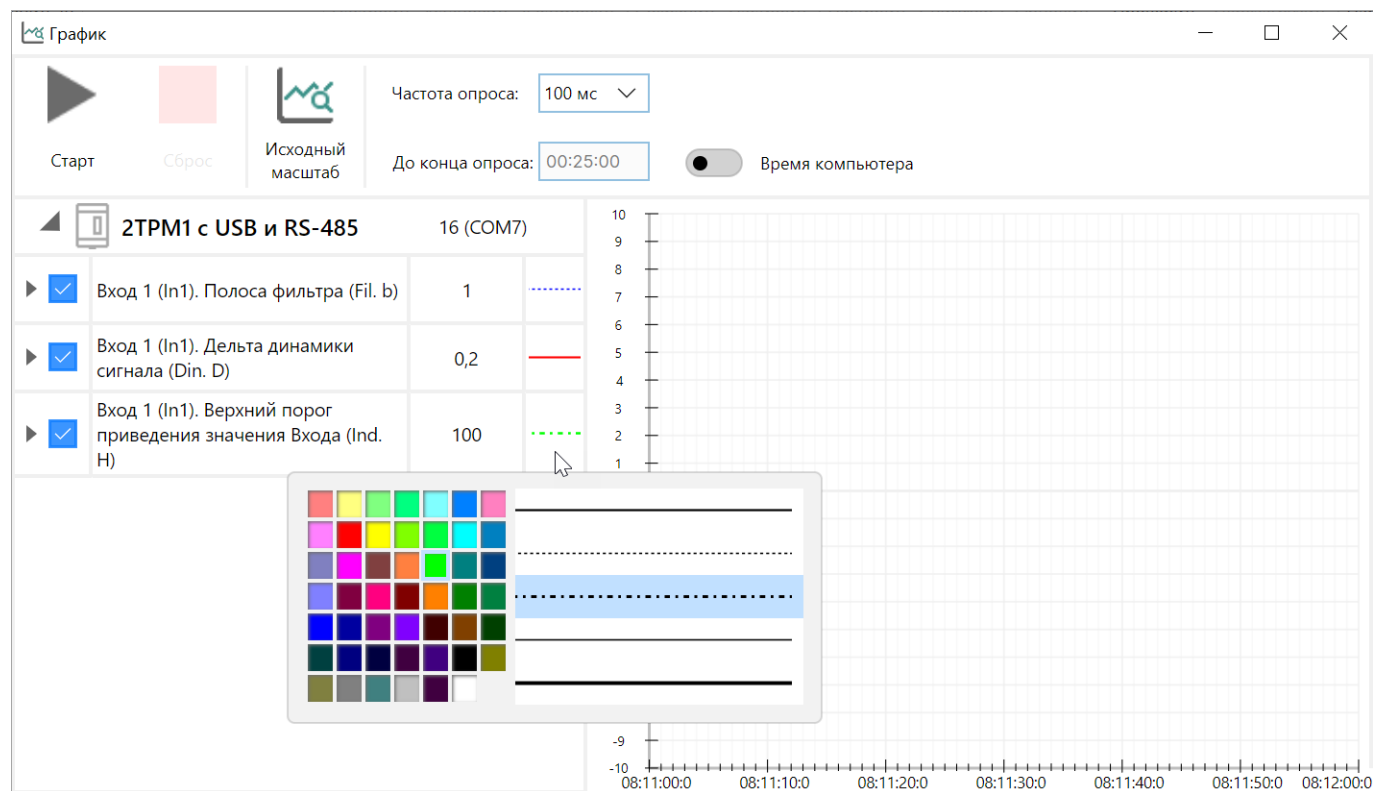 График
Частота опроса: 100 мс
Старт
Сброс
Исходный
масштаб
До конца опроса: 00:25:00
Время компьютера
2ТРМ1 с USB и RS-485 16 (COM7)
Вход 1 (In1). Полоса фильтра (Fil. b) 1
Вход 1 (In1). Дельта динамики
сигнала (Din. D)
0,2
Вход 1 (In1). Верхний порог
приведения значения Входа (Ind.
H)
100
10
9
8
7
6
5
4
3
2
1
-9
-10
08:11:00:0 08:11:10:0 08:11:20:0 08:11:30:0 08:11:40:0 08:11:50:0 08:12:00:0